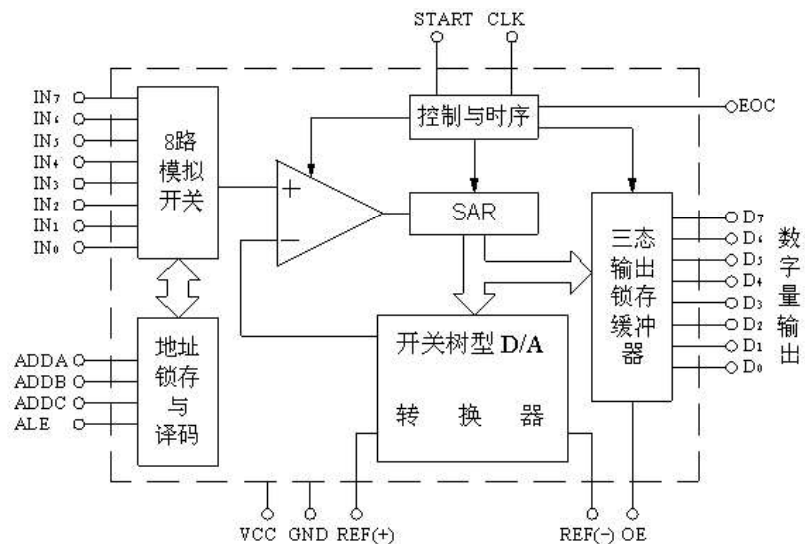 START CLK
IN7
IN6
IN5
IN4
IN3
IN2
IN1
IN0
8路
模拟
开关
控制与时序
EOC
+
−
SAR
三态
输出
锁存
缓冲
器
D7
D6
D5
D4
D3
D2
D1
D0
数字量输出
ADDA
ADDB
ADDC
ALE
地址
锁存
与
译码
开关树型 D/A
转 换 器
VCC GND REF(+) REF(−) OE